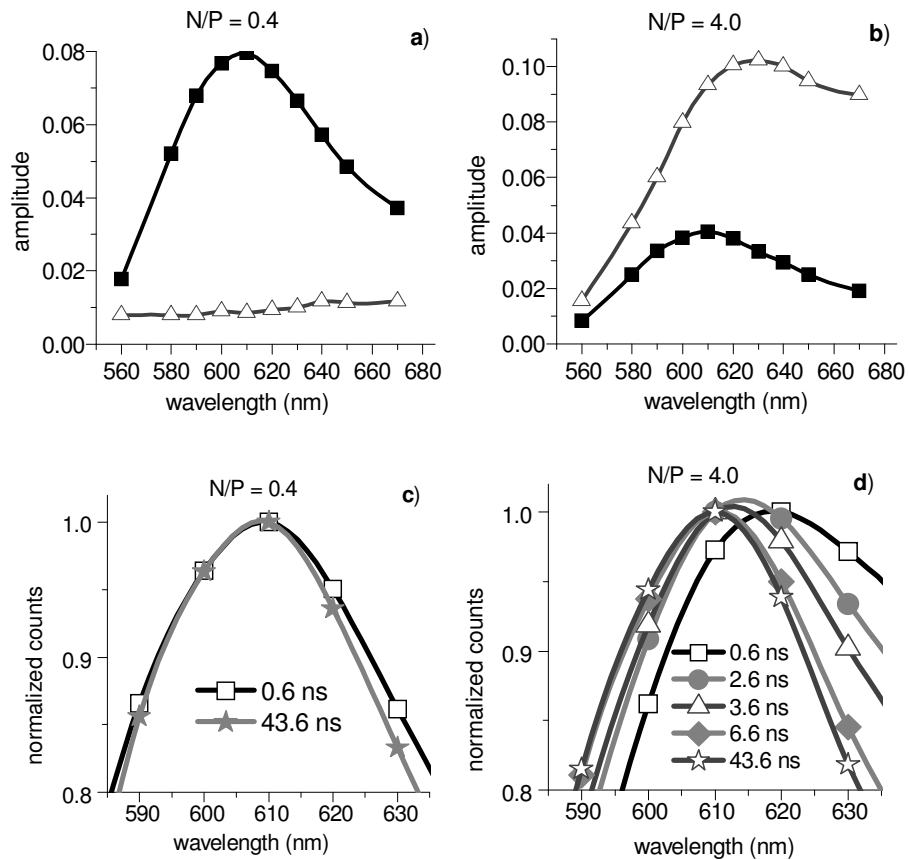 N/P = 0.4
a)
0.08
0.06
0.04
0.02
0.00
amplitude
560 580 600 620 640 660 680
wavelength (nm)
N/P = 4.0
b)
0.10
0.08
0.06
0.04
0.02
0.00
amplitude
560 580 600 620 640 660 680
wavelength (nm)
N/P = 0.4
c)
1.0
0.9
0.8
normalized counts
0.6 ns
43.6 ns
590 600 610 620 630
wavelength (nm)
N/P = 4.0
d)
1.0
0.9
0.8
normalized counts
0.6 ns
2.6 ns
3.6 ns
6.6 ns
43.6 ns
590 600 610 620 630
wavelength (nm)